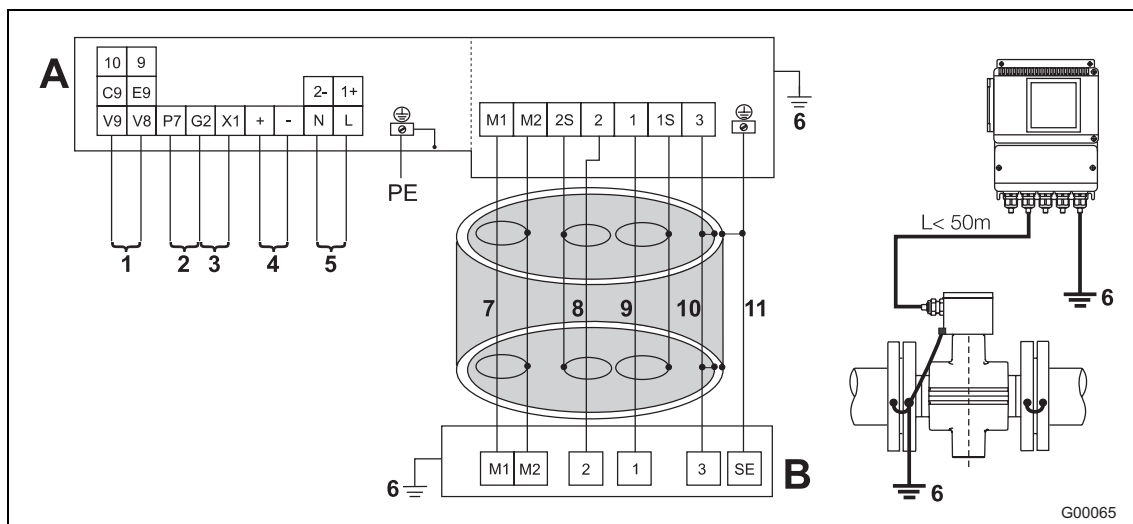 A
10 9
C9 E9 2- 1+
V9 V8 P7 G2 X1 + - N L
PE
1 2 3 4 5
M1 M2 2S 2 1 1S 3
6
7 8 9 10 11
M1 M2 2 1 3 SE
B
6
L< 50m
6
6
G00065